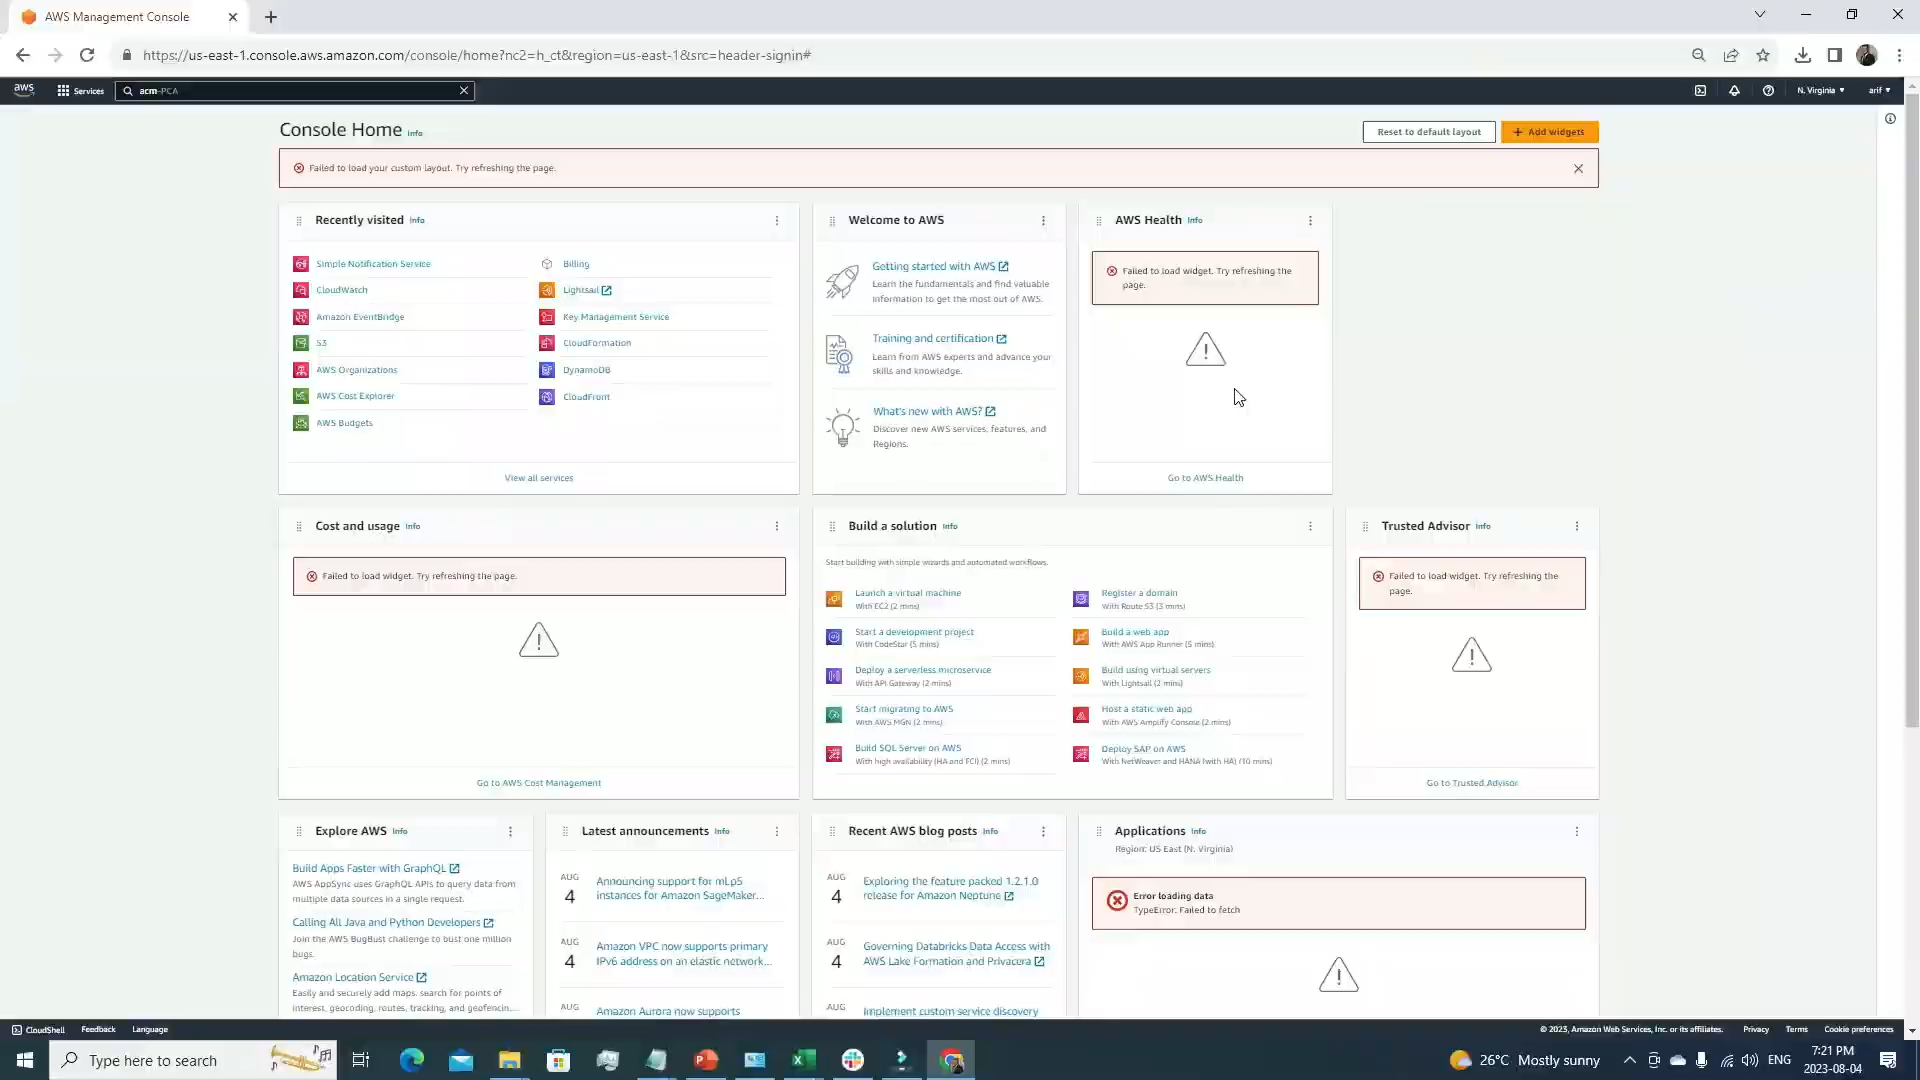 AWS Management Console
https://us-east-1.console.aws.amazon.com/console/home?nc2=h_ct&region=us-east-1&src=header-signin#
aws
Services
acm-PCA
N. Virginia
arif
Console Home Info
Reset to default layout
Add widgets
Failed to load your custom layout. Try refreshing the page.
Recently visited Info
Simple Notification Service
CloudWatch
Amazon EventBridge
S3
AWS Organizations
AWS Cost Explorer
AWS Budgets
Billing
Lightsail
Key Management Service
CloudFormation
DynamoDB
CloudFront
View all services
Welcome to AWS
Getting started with AWS
Learn the fundamentals and find valuable
information to get the most out of AWS.
Training and certification
Learn from AWS experts and advance your
skills and knowledge.
What's new with AWS?
Discover new AWS services, features, and
Regions.
AWS Health Info
Failed to load widget. Try refreshing the
page.
Go to AWS Health
Cost and usage Info
Failed to load widget. Try refreshing the page.
Go to AWS Cost Management
Build a solution Info
Start building with simple wizards and automated workflows.
Launch a virtual machine
With EC2 (2 mins)
Start a development project
With CodeStar (5 mins)
Deploy a serverless microservice
With API Gateway (2 mins)
Start migrating to AWS
With AWS MGN (2 mins)
Build SQL Server on AWS
With high availability (HA and FCI) (2 mins)
Register a domain
With Route 53 (3 mins)
Build a web app
With AWS App Runner (5 mins)
Build using virtual servers
With Lightsail (2 mins)
Host a static web app
With AWS Amplify Console (2 mins)
Deploy SAP on AWS
With NetWeaver and HANA (with HA) (10 mins)
Trusted Advisor Info
Failed to load widget. Try refreshing the
page.
Go to Trusted Advisor
Explore AWS Info
Build Apps Faster with GraphQL
AWS AppSync uses GraphQL APIs to query data from
multiple data sources in a single request.
Calling All Java and Python Developers
Join the AWS BugBust challenge to bust one million
bugs.
Amazon Location Service
Easily and securely add maps, search for points of
interest, geocoding, routes, tracking, and geofencin...
Latest announcements Info
AUG
4
Announcing support for ml.p5
instances for Amazon SageMaker...
AUG
4
Amazon VPC now supports primary
IPv6 address on an elastic network...
AUG
Amazon Aurora now supports
Recent AWS blog posts Info
AUG
4
Exploring the feature packed 1.2.1.0
release for Amazon Neptune
AUG
4
Governing Databricks Data Access with
AWS Lake Formation and Privacera
AUG
Implement custom service discovery
Applications Info
Region: US East (N. Virginia)
Error loading data
TypeError. Failed to fetch
CloudShell
Feedback
Language
© 2023, Amazon Web Services, Inc. or its affiliates.
Privacy
Terms
Cookie preferences
Type here to search
26°C Mostly sunny
ENG
7:21 PM
2023-08-04